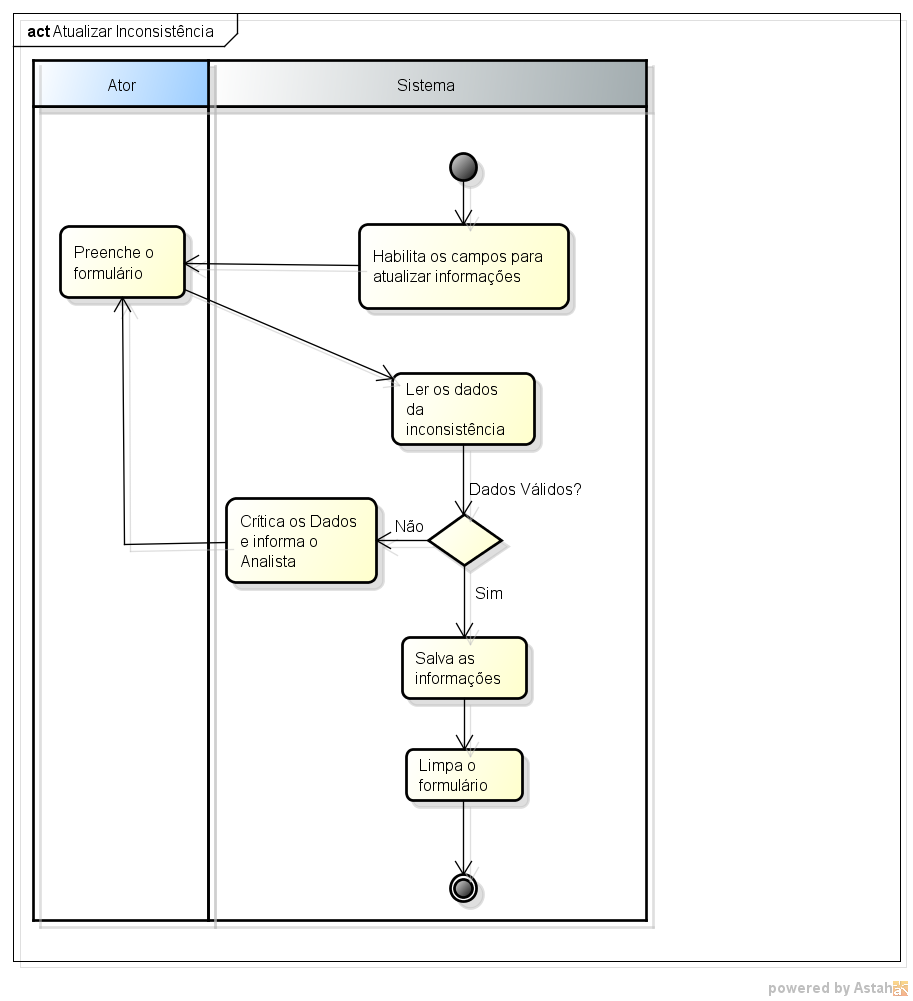 act Atualizar Inconsistência
Ator
Sistema
Preenche o
formulário
Habilita os campos para
atualizar informações
Ler os dados
da
inconsistência
Dados Válidos?
Crítica os Dados
e informa o
Analista
Não
Sim
Salva as
informações
Limpa o
formulário
powered by Astah